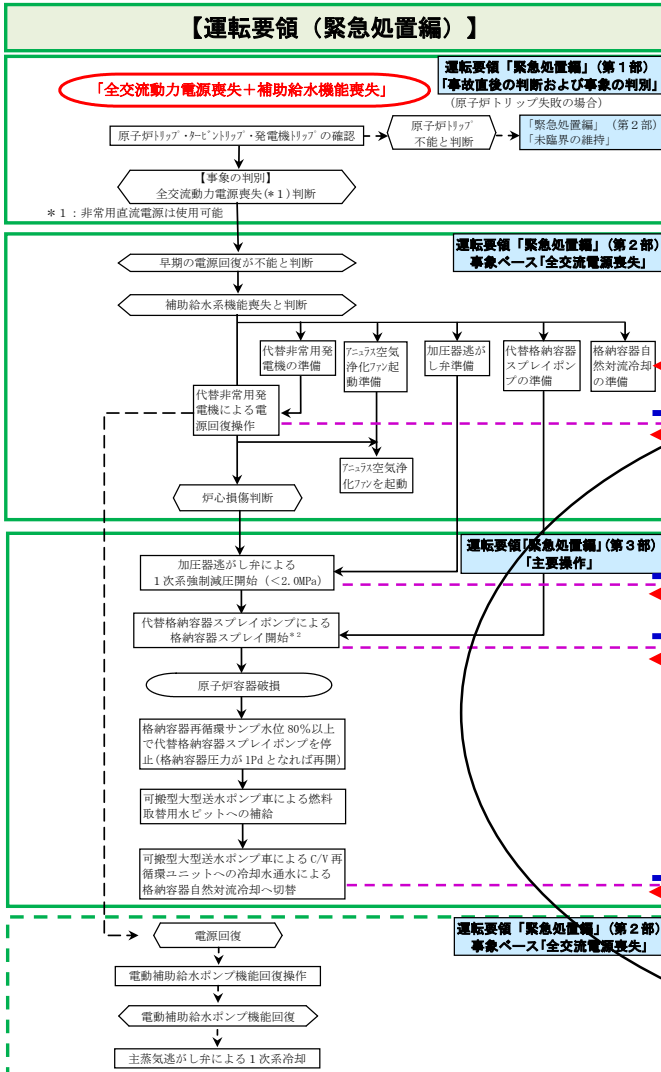 【運転要領（緊急処置編）】
運転要領「緊急処置編」（第１部）
「事故直後の判断および事象の判別」
「全交流動力電源喪失＋補助給水機能喪失」
（原子炉トリップ失敗の場合）
原子炉トリップ・タービントリップ・発電機トリップの確認
原子炉トリップ
不能と判断
「緊急処置編」（第２部）
「未臨界の維持」
【事象の判別】
全交流動力電源喪失(＊１)判断
＊１：非常用直流電源は使用可能
運転要領「緊急処置編」（第２部）
事象ベース「全交流電源喪失」
早期の電源回復が不能と判断
補助給水系機能喪失と判断
代替非常用発
電機の準備
アニュラス空気
浄化ファン起
動準備
加圧器逃が
し弁準備
代替格納容器
スプレイポン
プの準備
格納容器自
然対流冷却
の準備
代替非常用発
電機による電
源回復操作
アニュラス空気浄
化ファンを起動
炉心損傷判断
運転要領「緊急処置編」（第３部）
「主要操作」
加圧器逃がし弁による
１次系強制減圧開始（<2.0MPa）
代替格納容器スプレイポンプによる
格納容器スプレイ開始*2
原子炉容器破損
格納容器再循環サンプ水位 80%以上
で代替格納容器スプレイポンプを停
止(格納容器圧力が 1Pd となれば再開)
可搬型大型送水ポンプ車による燃料
取替用水ピットへの補給
可搬型大型送水ポンプ車による C/V 再
循環ユニットへの冷却水通水による
格納容器自然対流冷却へ切替
運転要領「緊急処置編」（第２部）
事象ベース「全交流電源喪失」
電源回復
電動補助給水ポンプ機能回復操作
電動補助給水ポンプ機能回復
主蒸気逃がし弁による１次系冷却